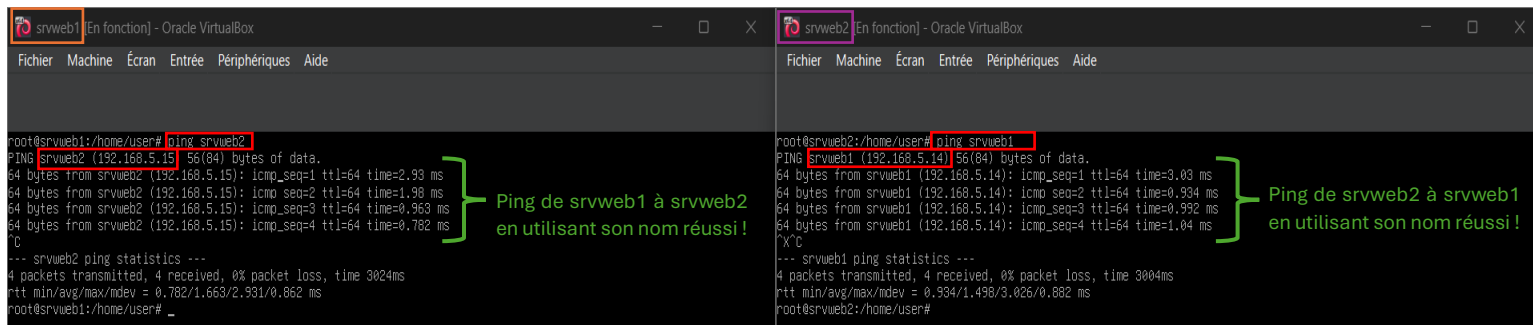 srvweb1 [En fonction] - Oracle VirtualBox
Fichier Machine Écran Entrée Périphériques Aide
root@srvweb1:/home/user# ping srvweb2
PING srvweb2 (192.168.5.15) 56(84) bytes of data.
64 bytes from srvweb2 (192.168.5.15): icmp_seq=1 ttl=64 time=2.93 ms
64 bytes from srvweb2 (192.168.5.15): icmp_seq=2 ttl=64 time=1.98 ms
64 bytes from srvweb2 (192.168.5.15): icmp_seq=3 ttl=64 time=0.963 ms
64 bytes from srvweb2 (192.168.5.15): icmp_seq=4 ttl=64 time=0.782 ms
^C
--- srvweb2 ping statistics ---
4 packets transmitted, 4 received, 0% packet loss, time 3024ms
rtt min/avg/max/mdev = 0.782/1.663/2.931/0.862 ms
root@srvweb1:/home/user# _
Ping de srvweb1 à srvweb2
en utilisant son nom réussi !
srvweb2 [En fonction] - Oracle VirtualBox
Fichier Machine Écran Entrée Périphériques Aide
root@srvweb2:/home/user# ping srvweb1
PING srvweb1 (192.168.5.14) 56(84) bytes of data.
64 bytes from srvweb1 (192.168.5.14): icmp_seq=1 ttl=64 time=3.03 ms
64 bytes from srvweb1 (192.168.5.14): icmp_seq=2 ttl=64 time=0.934 ms
64 bytes from srvweb1 (192.168.5.14): icmp_seq=3 ttl=64 time=0.992 ms
64 bytes from srvweb1 (192.168.5.14): icmp_seq=4 ttl=64 time=1.04 ms
^X^C
--- srvweb1 ping statistics ---
4 packets transmitted, 4 received, 0% packet loss, time 3004ms
rtt min/avg/max/mdev = 0.934/1.498/3.026/0.882 ms
root@srvweb2:/home/user#
Ping de srvweb2 à srvweb1
en utilisant son nom réussi !